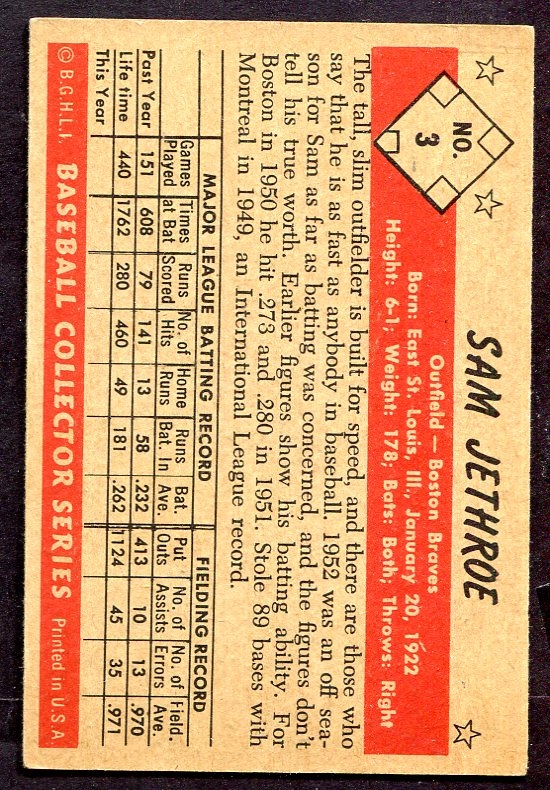 NO.
3
SAM JETHROE
Outfield — Boston Braves
Born: East St. Louis, Ill., January 20, 1922
Height: 6-1; Weight: 178; Bats: Both; Throws: Right
The tall, slim outfielder is built for speed, and there are those who
say that he is as fast as anybody in baseball. 1952 was an off sea-
son for Sam as far as batting was concerned, and the figures don't
tell his true worth. Earlier figures show his batting ability. For
Boston in 1950 he hit .273 and .280 in 1951. Stole 89 bases with
Montreal in 1949, an International League record.
MAJOR LEAGUE BATTING RECORD FIELDING RECORD
Games Times Runs No. of Home Runs Bat. Put No. of No. of Field.
Played at Bat Scored Hits Runs Bat. In Ave. Outs Assists Errors Ave.
Past Year 151 608 79 141 13 58 .232 413 10 13 .970
Life time 440 1762 280 460 49 181 .262 1124 45 35 .971
This Year
© B.G.H.L.I. BASEBALL COLLECTOR SERIES Printed in U.S.A.